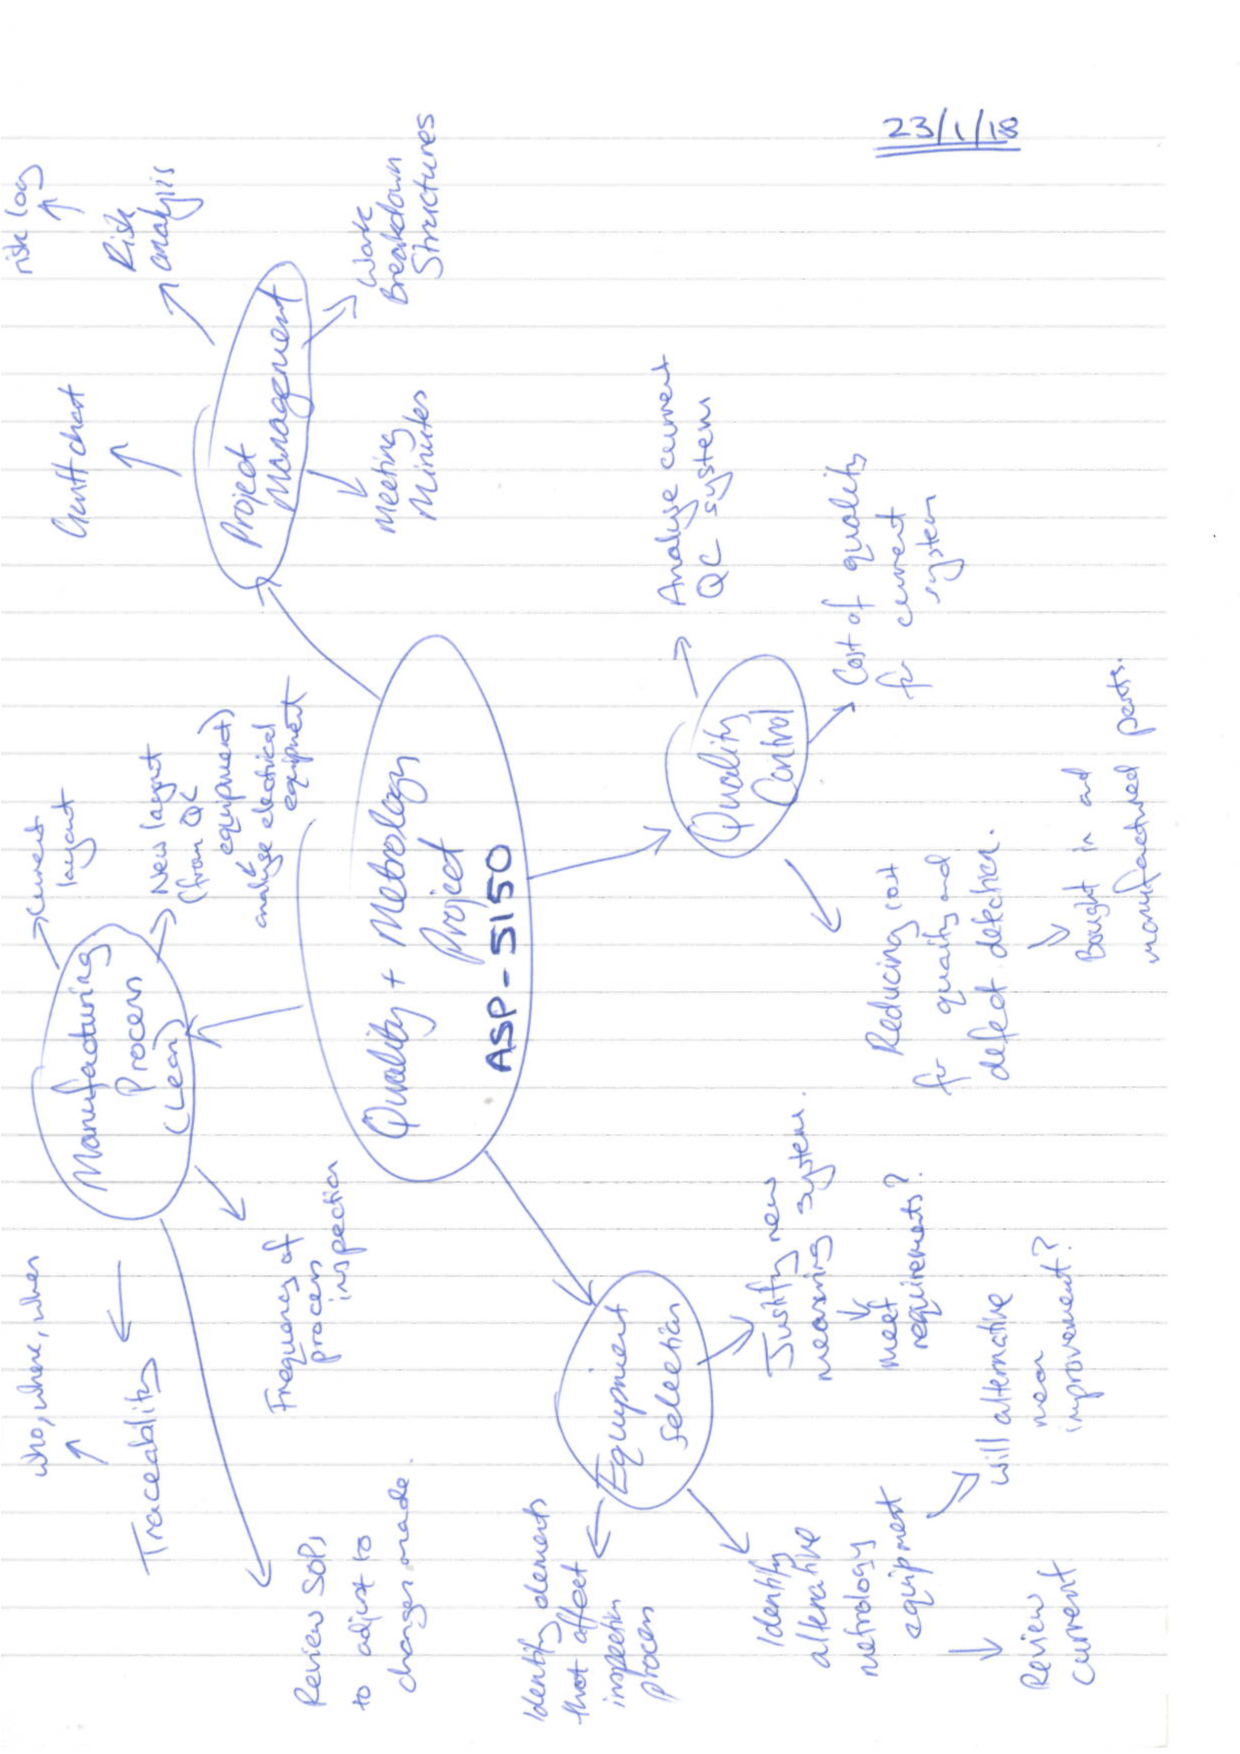 23/1/18
Quality + Metrology
Project
ASP-5150
Project
Management
Gantt chart
Risk
analysis
risk log
Work
Breakdown
Structures
Meeting
Minutes
Quality
Control
Analyse current
QC system
Cost of quality
for current
system
Reducing cost
for quality and
defect detection.
Bought in and
manufactured parts.
Equipment
selection
Justify new
measuring system.
meet
requirements?
Identify
alternative
metrology
equipment
will alternative
mean
improvement?
Review
current
Identify elements
that affect
inspection
process
Manufacturing
Process
(Lean)
current
layout
New layout
(from QC
equipment)
analyse electrical
equipment
Frequency of
process
inspection
Traceability
who, where, when
Review SOPs
to adjust to
changes made.